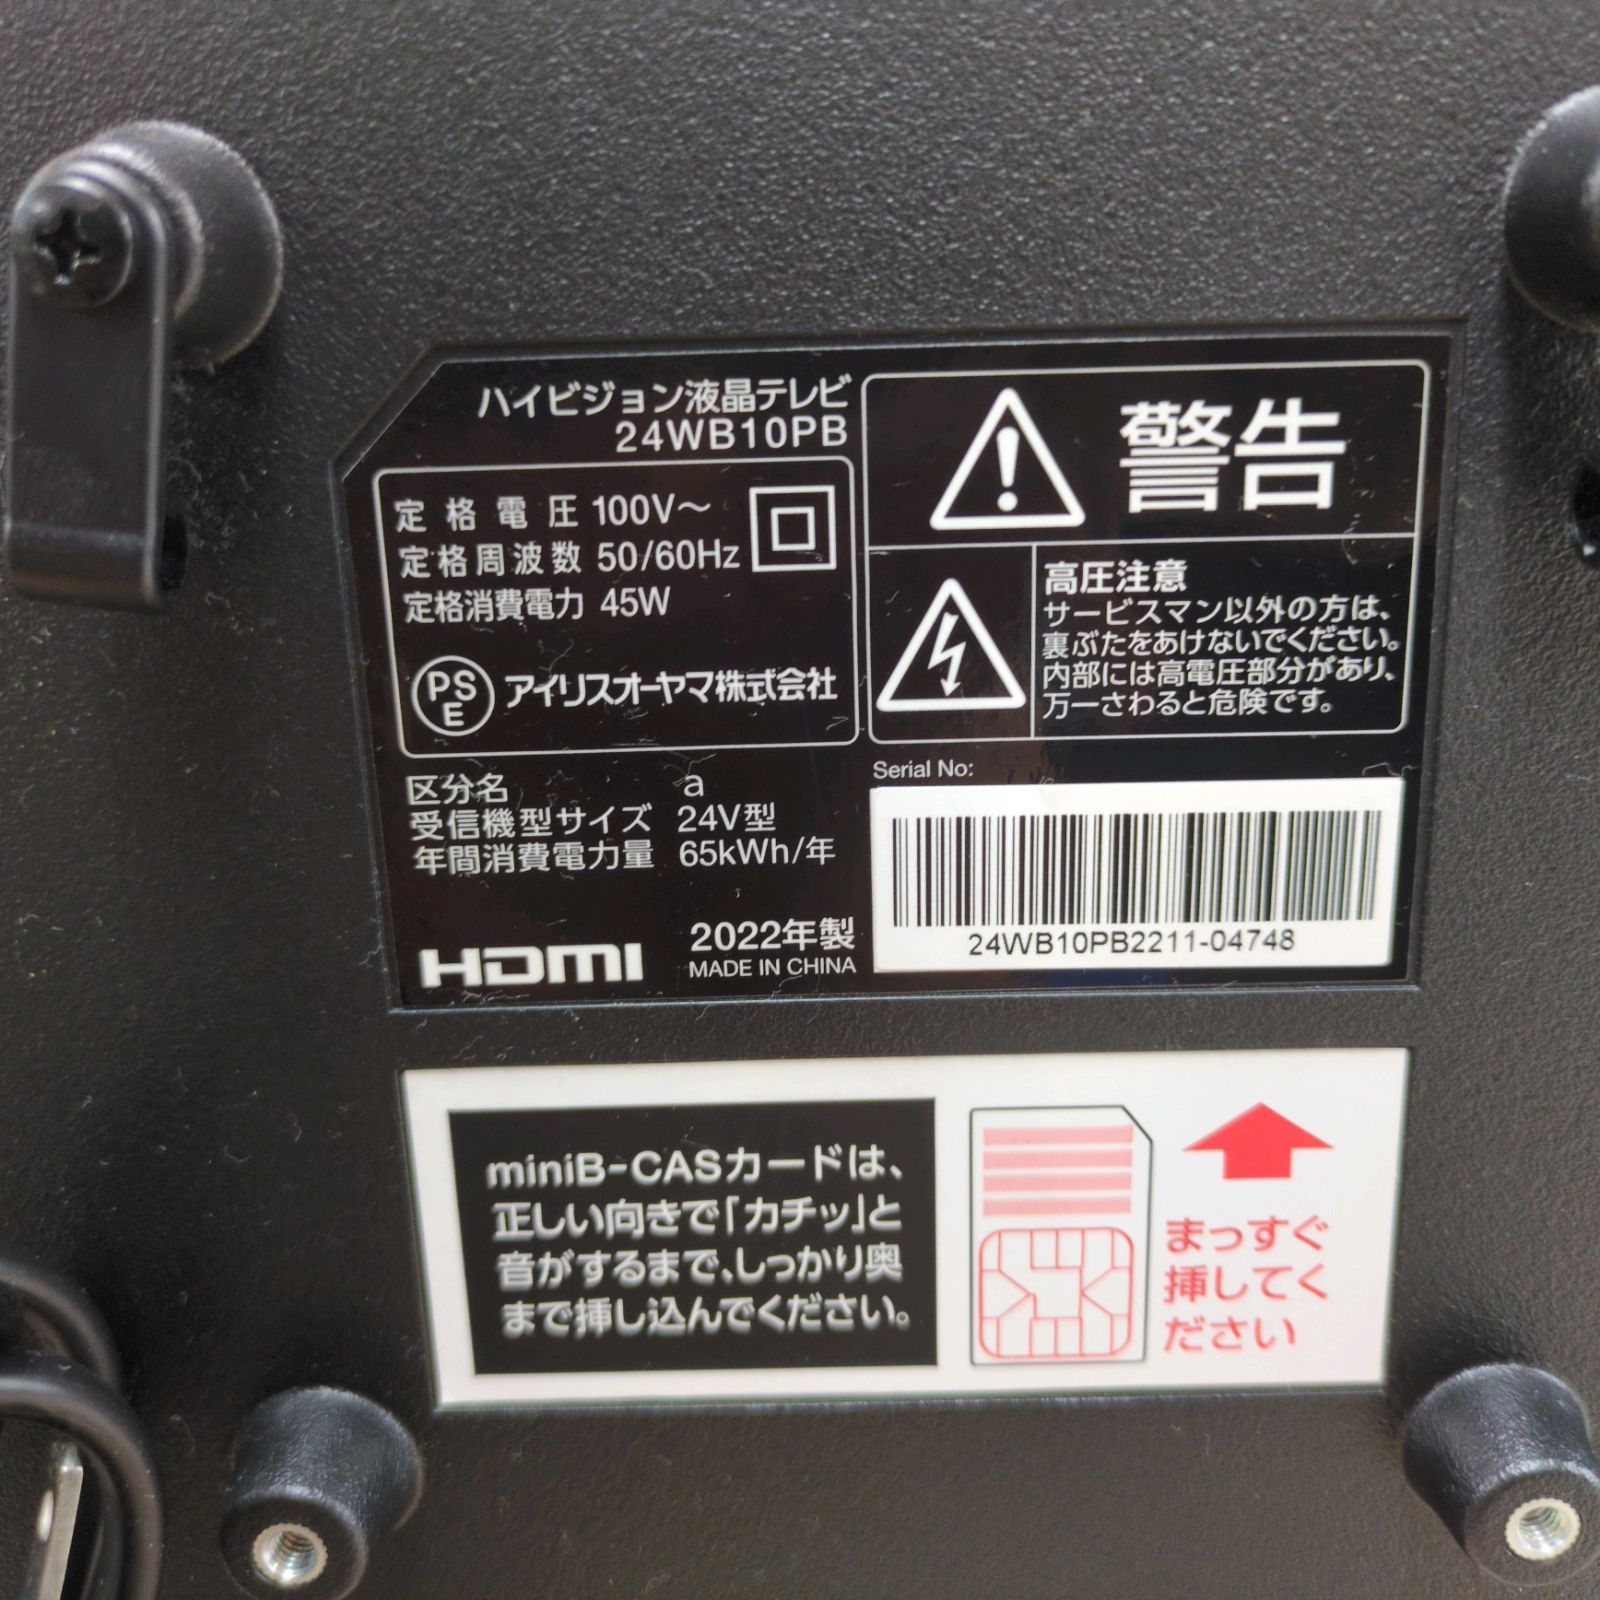 ハイビジョン液晶テレビ
24WB10PB
定格電圧 100V～
定格周波数 50/60Hz
定格消費電力 45W
PSE アイリスオーヤマ株式会社
区分名 a
受信機型サイズ 24V型
年間消費電力量 65kWh/年
HDMI
2022年製
MADE IN CHINA
警告
高圧注意
サービスマン以外の方は、
裏ぶたをあけないでください。
内部には高電圧部分があり、
万一さわると危険です。
Serial No:
24WB10PB2211-04748
miniB-CASカードは、
正しい向きで「カチッ」と
音がするまで、しっかり奥
まで挿し込んでください。
まっすぐ
挿してく
ださい